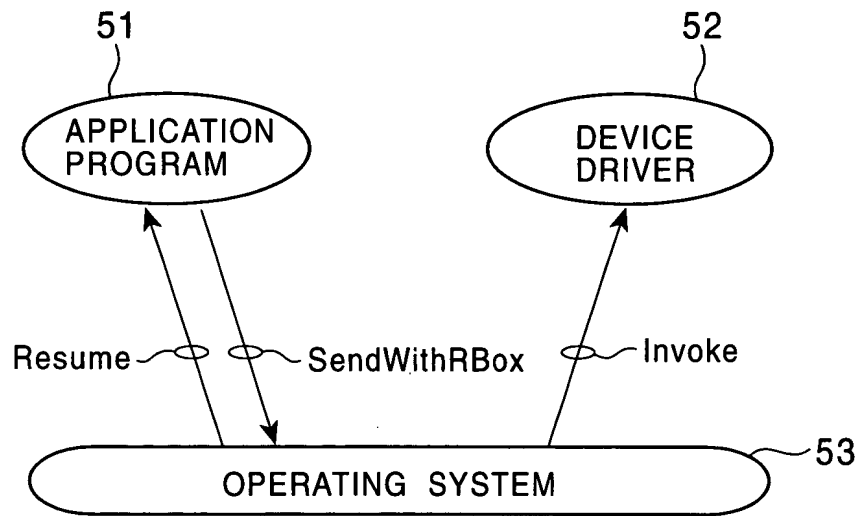 51
52
APPLICATION
PROGRAM
DEVICE
DRIVER
Resume
SendWithRBox
Invoke
53
OPERATING SYSTEM